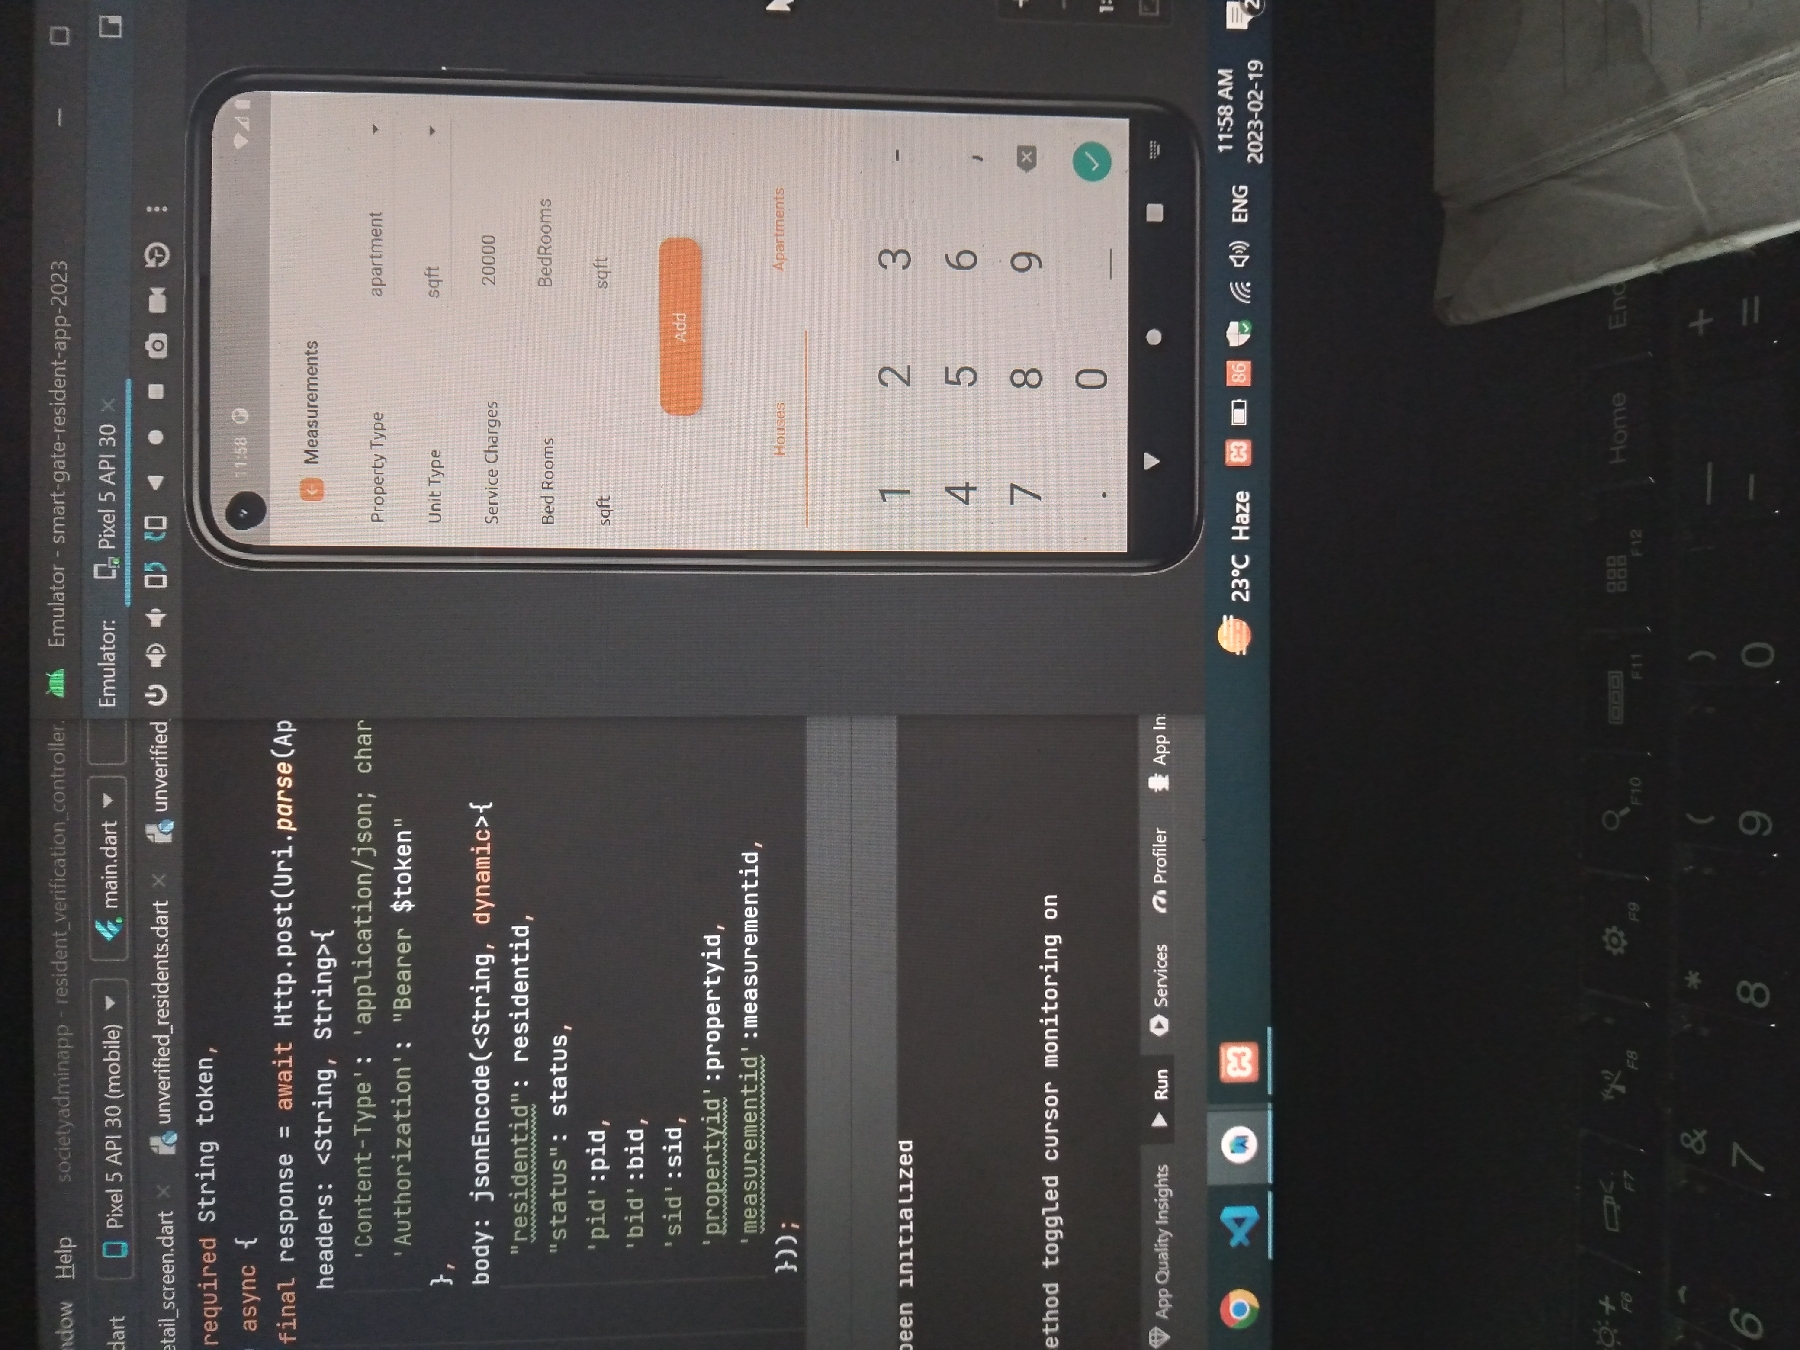 ndow Help societyadminapp - resident_verification_controller.
dart Pixel 5 API 30 (mobile) main.dart
etail_screen.dart unverified_residents.dart unverified_
required String token,
async {
final response = await Http.post(Uri.parse(Ap
headers: <String, String>{
'Content-Type': 'application/json; char
'Authorization': "Bearer $token"
},
body: jsonEncode(<String, dynamic>{
"residentid": residentid,
"status": status,
'pid':pid,
'bid':bid,
'sid':sid,
'propertyid':propertyid,
'measurementid':measurementid,
}));
been initialized
ethod toggled cursor monitoring on
App Quality Insights Run Services Profiler App In
Emulator - smart-gate-resident-app-2023
Emulator: Pixel 5 API 30
11:58
Measurements
Property Type apartment
Unit Type sqft
Service Charges 20000
Bed Rooms BedRooms
sqft sqft
Add
Houses Apartments
1 2 3 -
4 5 6 ,
7 8 9
. 0 _
1:
23°C Haze 86 ENG 11:58 AM
2023-02-19
2
F6 F7 F8 F9 F10 F11 F12 Home End
^ & * ( ) — +
6 7 8 9 0 - =